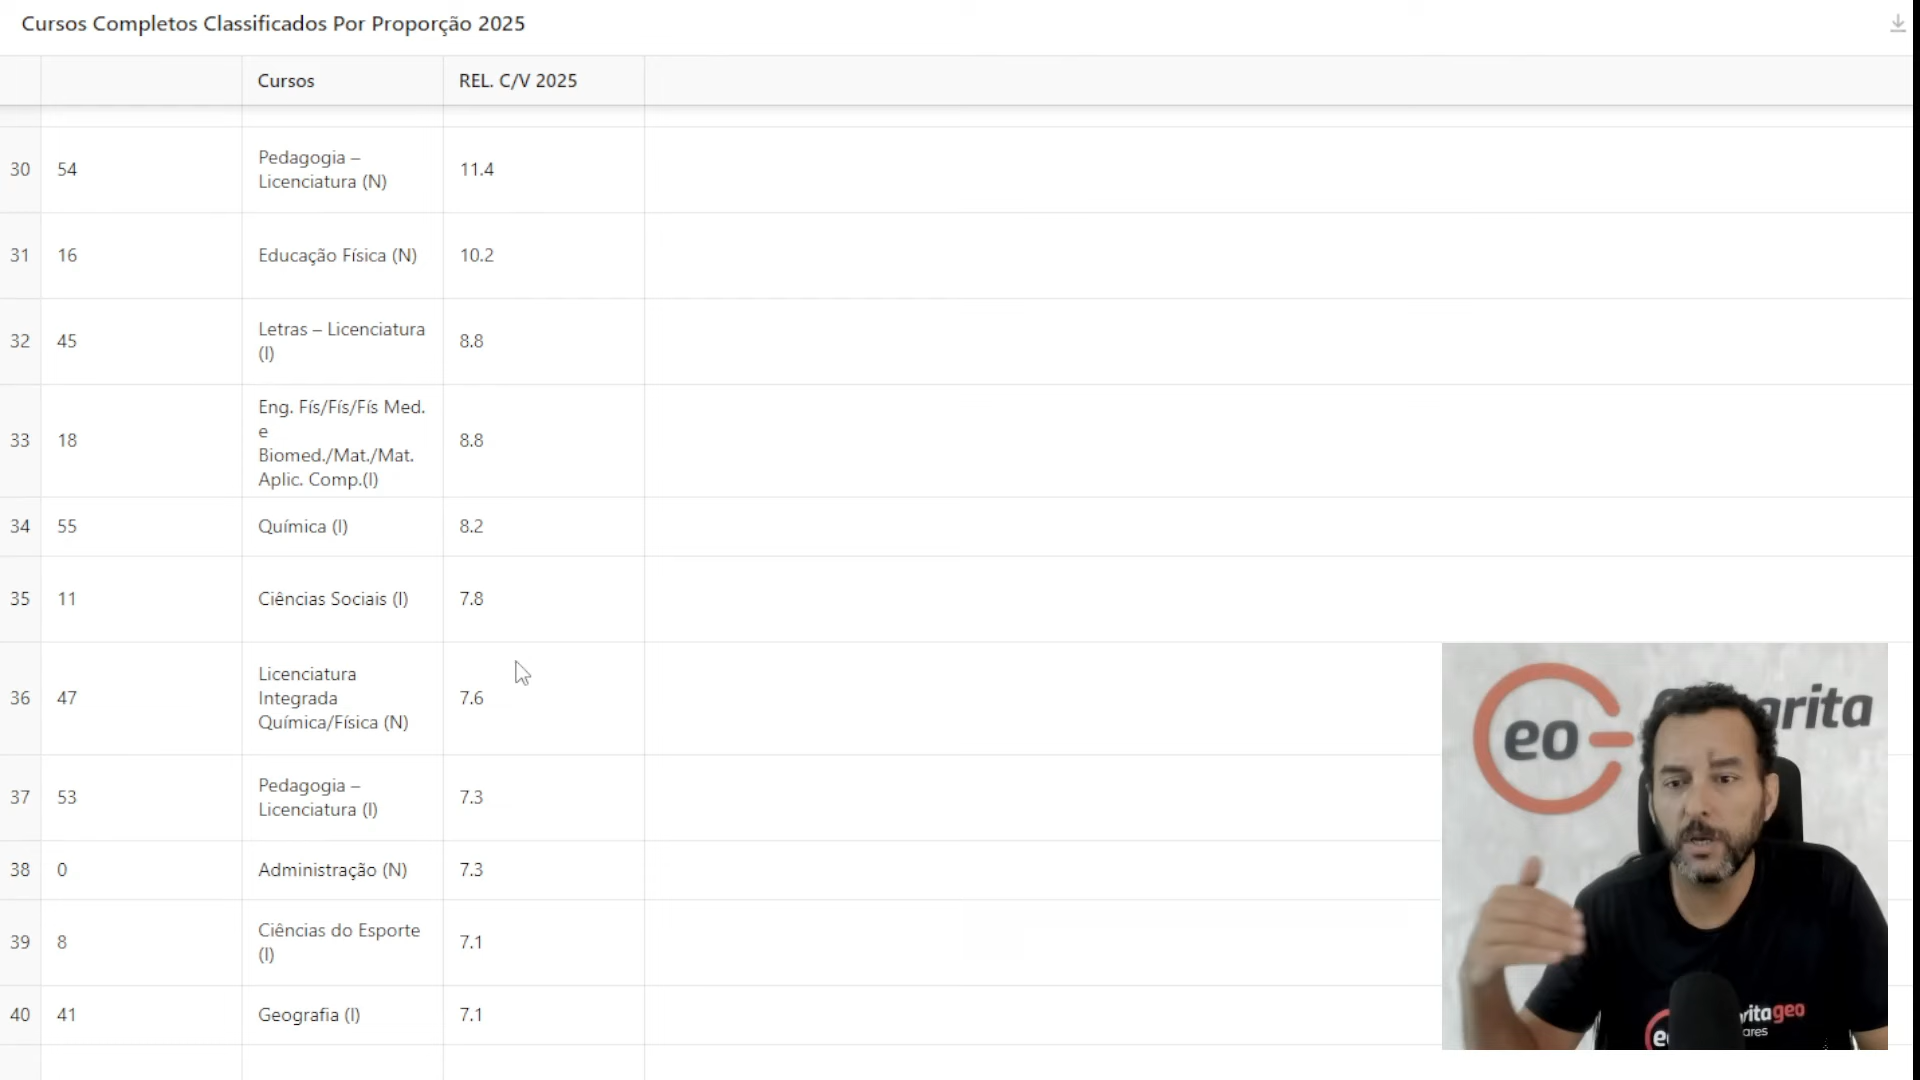 Cursos Completos Classificados Por Proporção 2025
Cursos REL. C/V 2025
30 54 Pedagogia –
Licenciatura (N) 11.4
31 16 Educação Física (N) 10.2
32 45 Letras – Licenciatura
(I) 8.8
33 18 Eng. Fís/Fís/Fís Med.
e
Biomed./Mat./Mat.
Aplic. Comp.(I) 8.8
34 55 Química (I) 8.2
35 11 Ciências Sociais (I) 7.8
36 47 Licenciatura
Integrada
Química/Física (N) 7.6
37 53 Pedagogia –
Licenciatura (I) 7.3
38 0 Administração (N) 7.3
39 8 Ciências do Esporte
(I) 7.1
40 41 Geografia (I) 7.1
eo